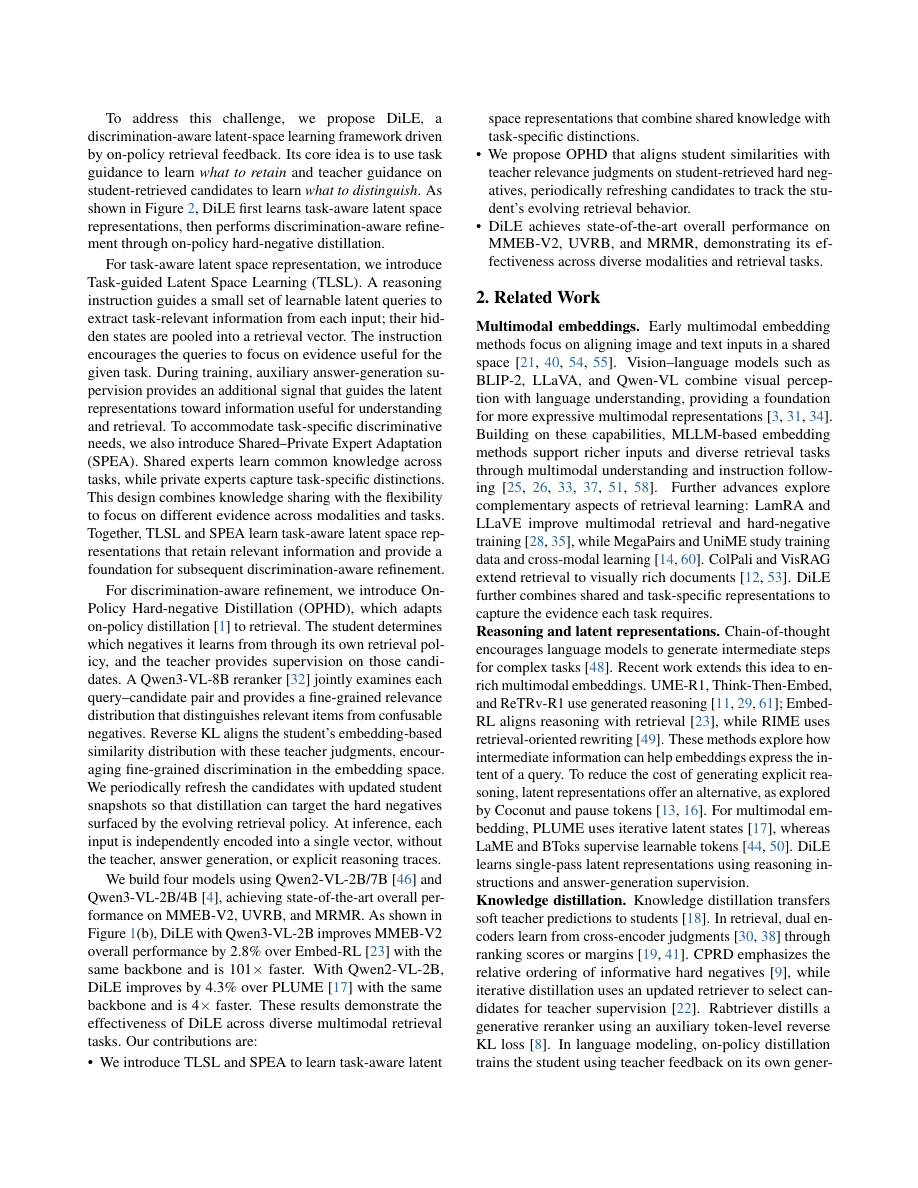 To address this challenge, we propose DiLE, a
discrimination-aware latent-space learning framework driven
by on-policy retrieval feedback. Its core idea is to use task
guidance to learn what to retain and teacher guidance on
student-retrieved candidates to learn what to distinguish. As
shown in Figure 2, DiLE first learns task-aware latent space
representations, then performs discrimination-aware refine-
ment through on-policy hard-negative distillation.
For task-aware latent space representation, we introduce
Task-guided Latent Space Learning (TLSL). A reasoning
instruction guides a small set of learnable latent queries to
extract task-relevant information from each input; their hid-
den states are pooled into a retrieval vector. The instruction
encourages the queries to focus on evidence useful for the
given task. During training, auxiliary answer-generation su-
pervision provides an additional signal that guides the latent
representations toward information useful for understanding
and retrieval. To accommodate task-specific discriminative
needs, we also introduce Shared–Private Expert Adaptation
(SPEA). Shared experts learn common knowledge across
tasks, while private experts capture task-specific distinctions.
This design combines knowledge sharing with the flexibility
to focus on different evidence across modalities and tasks.
Together, TLSL and SPEA learn task-aware latent space rep-
resentations that retain relevant information and provide a
foundation for subsequent discrimination-aware refinement.
For discrimination-aware refinement, we introduce On-
Policy Hard-negative Distillation (OPHD), which adapts
on-policy distillation [1] to retrieval. The student determines
which negatives it learns from through its own retrieval pol-
icy, and the teacher provides supervision on those candi-
dates. A Qwen3-VL-8B reranker [32] jointly examines each
query–candidate pair and provides a fine-grained relevance
distribution that distinguishes relevant items from confusable
negatives. Reverse KL aligns the student's embedding-based
similarity distribution with these teacher judgments, encour-
aging fine-grained discrimination in the embedding space.
We periodically refresh the candidates with updated student
snapshots so that distillation can target the hard negatives
surfaced by the evolving retrieval policy. At inference, each
input is independently encoded into a single vector, without
the teacher, answer generation, or explicit reasoning traces.
We build four models using Qwen2-VL-2B/7B [46] and
Qwen3-VL-2B/4B [4], achieving state-of-the-art overall per-
formance on MMEB-V2, UVRB, and MRMR. As shown in
Figure 1(b), DiLE with Qwen3-VL-2B improves MMEB-V2
overall performance by 2.8% over Embed-RL [23] with the
same backbone and is 101× faster. With Qwen2-VL-2B,
DiLE improves by 4.3% over PLUME [17] with the same
backbone and is 4× faster. These results demonstrate the
effectiveness of DiLE across diverse multimodal retrieval
tasks. Our contributions are:
• We introduce TLSL and SPEA to learn task-aware latent
space representations that combine shared knowledge with
task-specific distinctions.
• We propose OPHD that aligns student similarities with
teacher relevance judgments on student-retrieved hard neg-
atives, periodically refreshing candidates to track the stu-
dent's evolving retrieval behavior.
• DiLE achieves state-of-the-art overall performance on
MMEB-V2, UVRB, and MRMR, demonstrating its ef-
fectiveness across diverse modalities and retrieval tasks.
2. Related Work
Multimodal embeddings. Early multimodal embedding
methods focus on aligning image and text inputs in a shared
space [21, 40, 54, 55]. Vision–language models such as
BLIP-2, LLaVA, and Qwen-VL combine visual percep-
tion with language understanding, providing a foundation
for more expressive multimodal representations [3, 31, 34].
Building on these capabilities, MLLM-based embedding
methods support richer inputs and diverse retrieval tasks
through multimodal understanding and instruction follow-
ing [25, 26, 33, 37, 51, 58]. Further advances explore
complementary aspects of retrieval learning: LamRA and
LLaVE improve multimodal retrieval and hard-negative
training [28, 35], while MegaPairs and UniME study training
data and cross-modal learning [14, 60]. ColPali and VisRAG
extend retrieval to visually rich documents [12, 53]. DiLE
further combines shared and task-specific representations to
capture the evidence each task requires.
Reasoning and latent representations. Chain-of-thought
encourages language models to generate intermediate steps
for complex tasks [48]. Recent work extends this idea to en-
rich multimodal embeddings. UME-R1, Think-Then-Embed,
and ReTRv-R1 use generated reasoning [11, 29, 61]; Embed-
RL aligns reasoning with retrieval [23], while RIME uses
retrieval-oriented rewriting [49]. These methods explore how
intermediate information can help embeddings express the in-
tent of a query. To reduce the cost of generating explicit rea-
soning, latent representations offer an alternative, as explored
by Coconut and pause tokens [13, 16]. For multimodal em-
bedding, PLUME uses iterative latent states [17], whereas
LaME and BToks supervise learnable tokens [44, 50]. DiLE
learns single-pass latent representations using reasoning in-
structions and answer-generation supervision.
Knowledge distillation. Knowledge distillation transfers
soft teacher predictions to students [18]. In retrieval, dual en-
coders learn from cross-encoder judgments [30, 38] through
ranking scores or margins [19, 41]. CPRD emphasizes the
relative ordering of informative hard negatives [9], while
iterative distillation uses an updated retriever to select can-
didates for teacher supervision [22]. Rabtriever distills a
generative reranker using an auxiliary token-level reverse
KL loss [8]. In language modeling, on-policy distillation
trains the student using teacher feedback on its own gener-